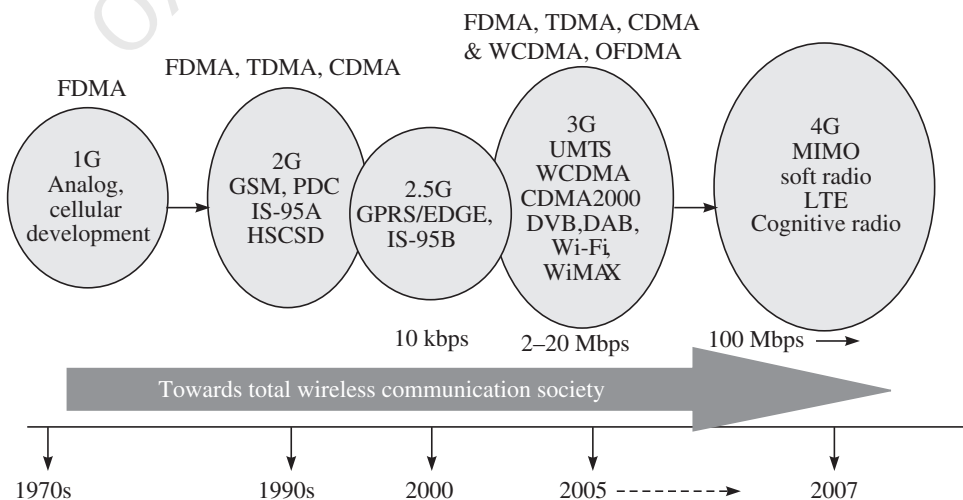 FDMA
1G
Analog,
cellular
development
FDMA, TDMA, CDMA
2G
GSM, PDC
IS-95A
HSCSD
2.5G
GPRS/EDGE,
IS-95B
10 kbps
FDMA, TDMA, CDMA
& WCDMA, OFDMA
3G
UMTS
WCDMA
CDMA2000
DVB,DAB,
Wi-Fi,
WiMAX
2–20 Mbps
4G
MIMO
soft radio
LTE
Cognitive radio
100 Mbps
Towards total wireless communication society
1970s
1990s
2000
2005
2007